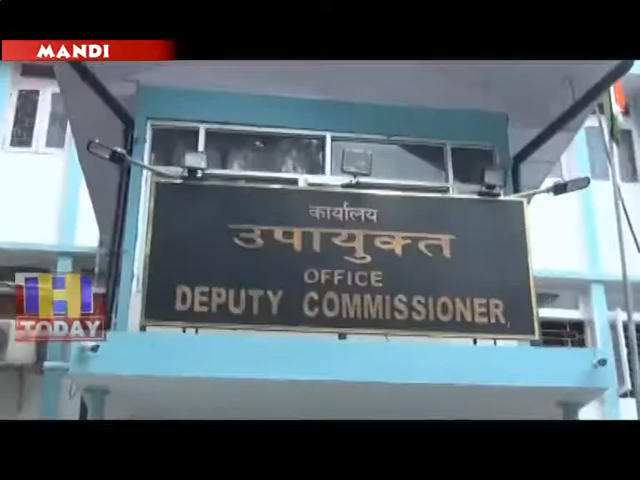 MANDI
कार्यालय
उपायुक्त
OFFICE
DEPUTY COMMISSIONER
H
TODAY